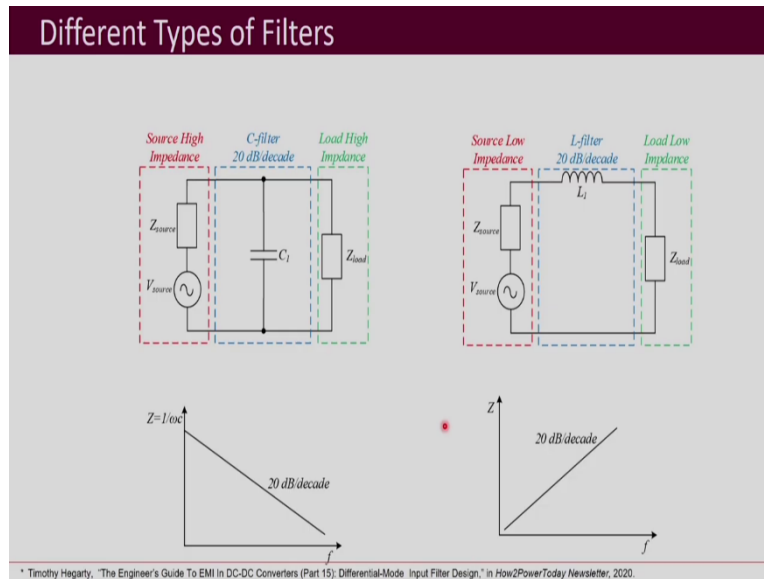 Different Types of Filters
Source High
Impedance
C-filter
20 dB/decade
Load High
Impdance
Zsource
Vsource
C1
Zload
Source Low
Impedance
L-filter
20 dB/decade
Load Low
Impdance
L1
Zsource
Vsource
Zload
Z=1/ωc
20 dB/decade
f
Z
20 dB/decade
f
* Timothy Hegarty, "The Engineer's Guide To EMI In DC-DC Converters (Part 15): Differential-Mode Input Filter Design," in How2PowerToday Newsletter, 2020.